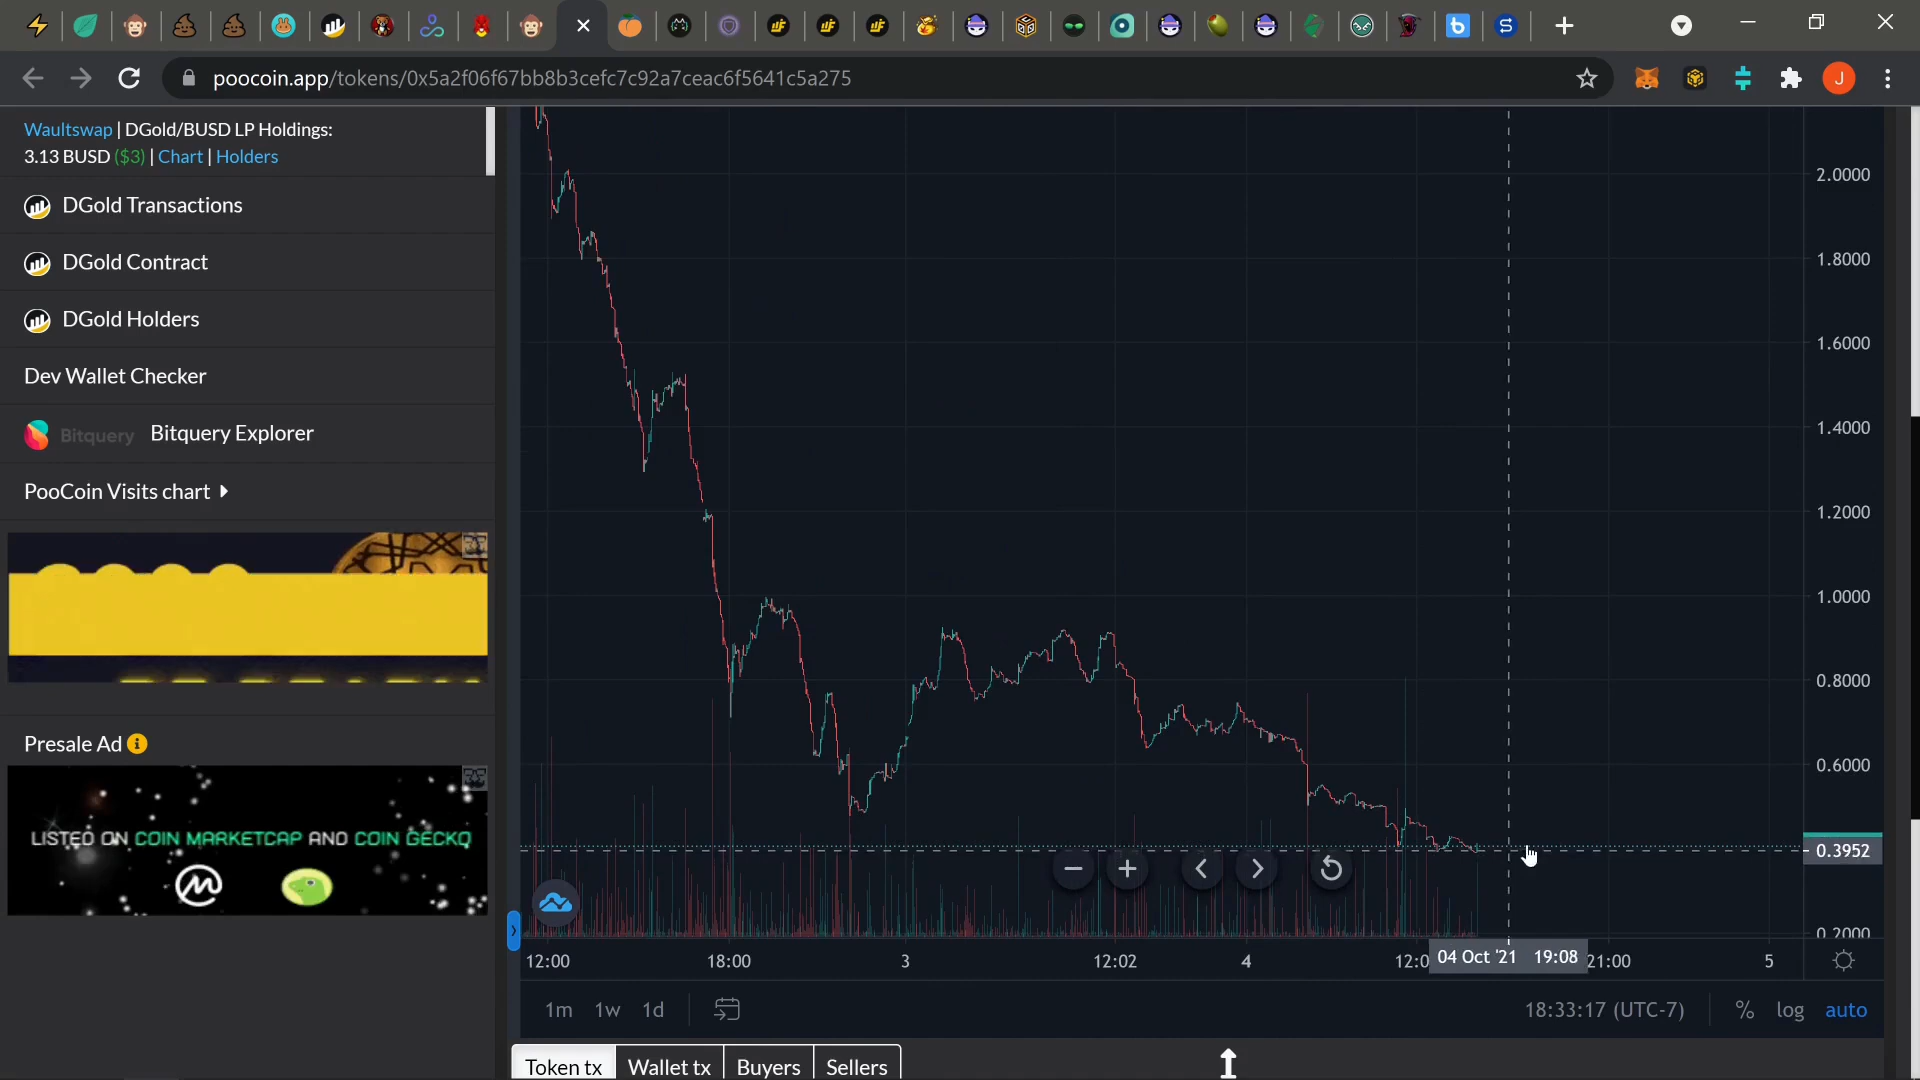 poocoin.app/tokens/0x5a2f06f67bb8b3cefc7c92a7ceac6f5641c5a275
J
Waultswap | DGold/BUSD LP Holdings:
3.13 BUSD ($3) | Chart | Holders
DGold Transactions
DGold Contract
DGold Holders
Dev Wallet Checker
Bitquery Bitquery Explorer
PooCoin Visits chart
Presale Ad
LISTED ON COIN MARKETCAP AND COIN GECKO
2.0000
1.8000
1.6000
1.4000
1.2000
1.0000
0.8000
0.6000
0.3952
0.2000
12:00 18:00 3 12:02 4 12:0 04 Oct '21 19:08 21:00 5
1m 1w 1d 18:33:17 (UTC-7) % log auto
Token tx Wallet tx Buyers Sellers